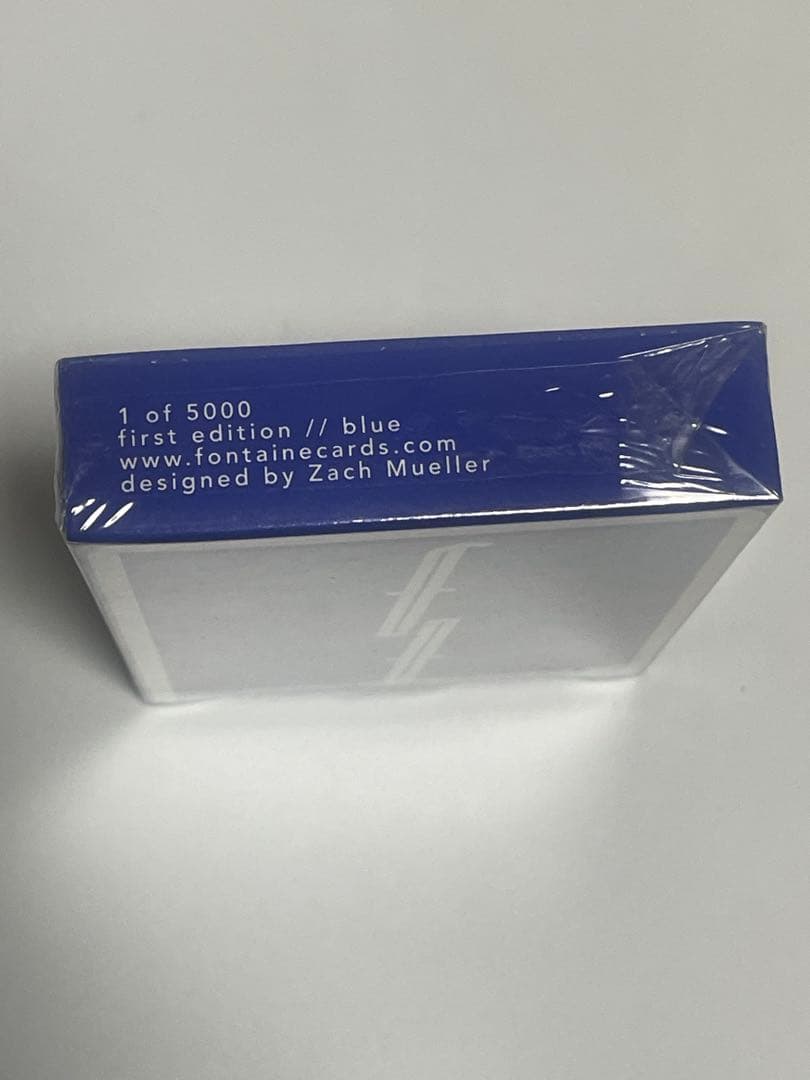 1 of 5000
first edition // blue
www.fontainecards.com
designed by Zach Mueller